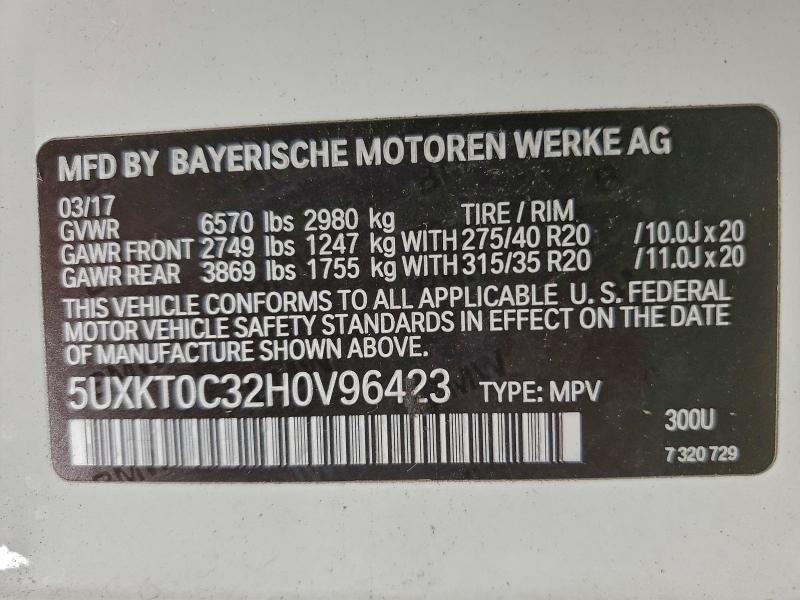 MFD BY BAYERISCHE MOTOREN WERKE AG
03/17 TIRE / RIM
GVWR 6570 lbs 2980 kg
GAWR FRONT 2749 lbs 1247 kg WITH 275/40 R20 /10.0J x 20
GAWR REAR 3869 lbs 1755 kg WITH 315/35 R20 /11.0J x 20
THIS VEHICLE CONFORMS TO ALL APPLICABLE U. S. FEDERAL
MOTOR VEHICLE SAFETY STANDARDS IN EFFECT ON THE DATE
OF MANUFACTURE SHOWN ABOVE.
5UXKT0C32H0V96423 TYPE: MPV
300U
7 320 729